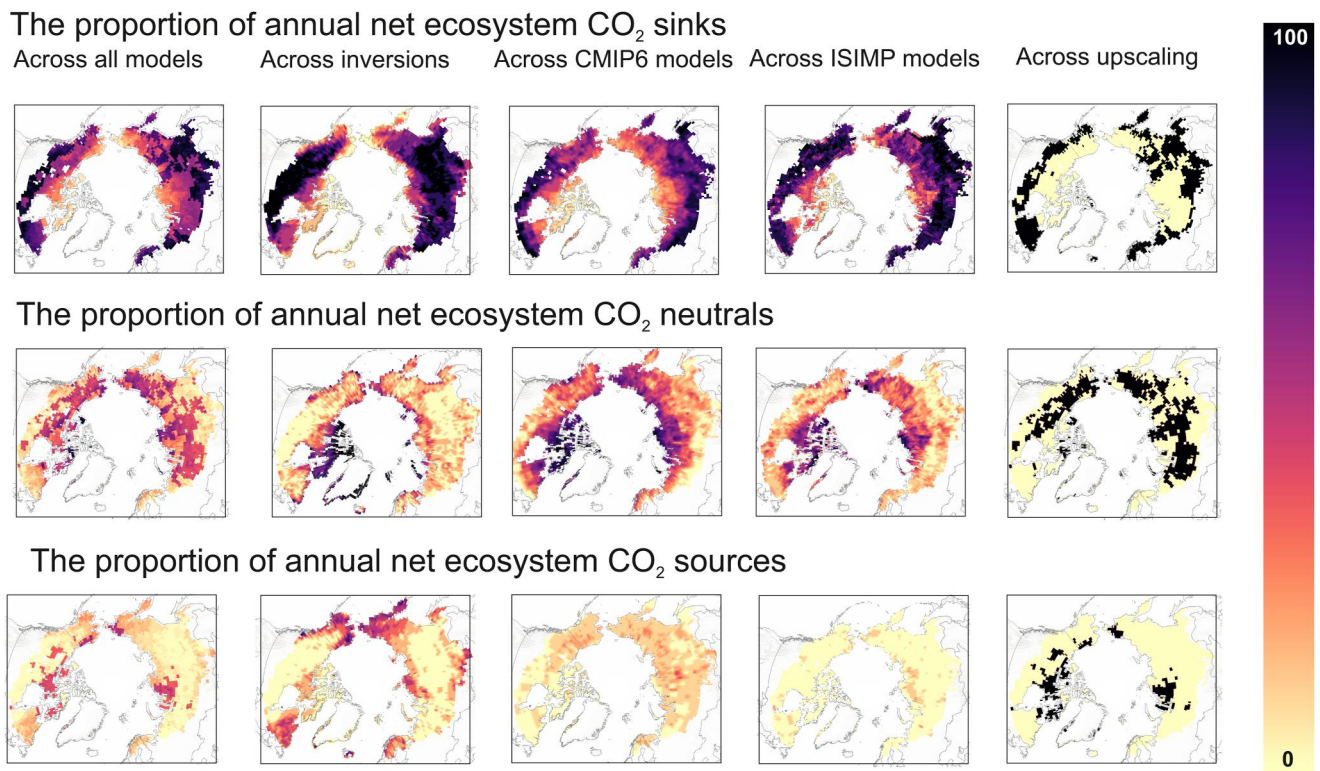 The proportion of annual net ecosystem CO₂ sinks
Across all models
Across inversions
Across CMIP6 models
Across ISIMP models
Across upscaling
100
The proportion of annual net ecosystem CO₂ neutrals
The proportion of annual net ecosystem CO₂ sources
0